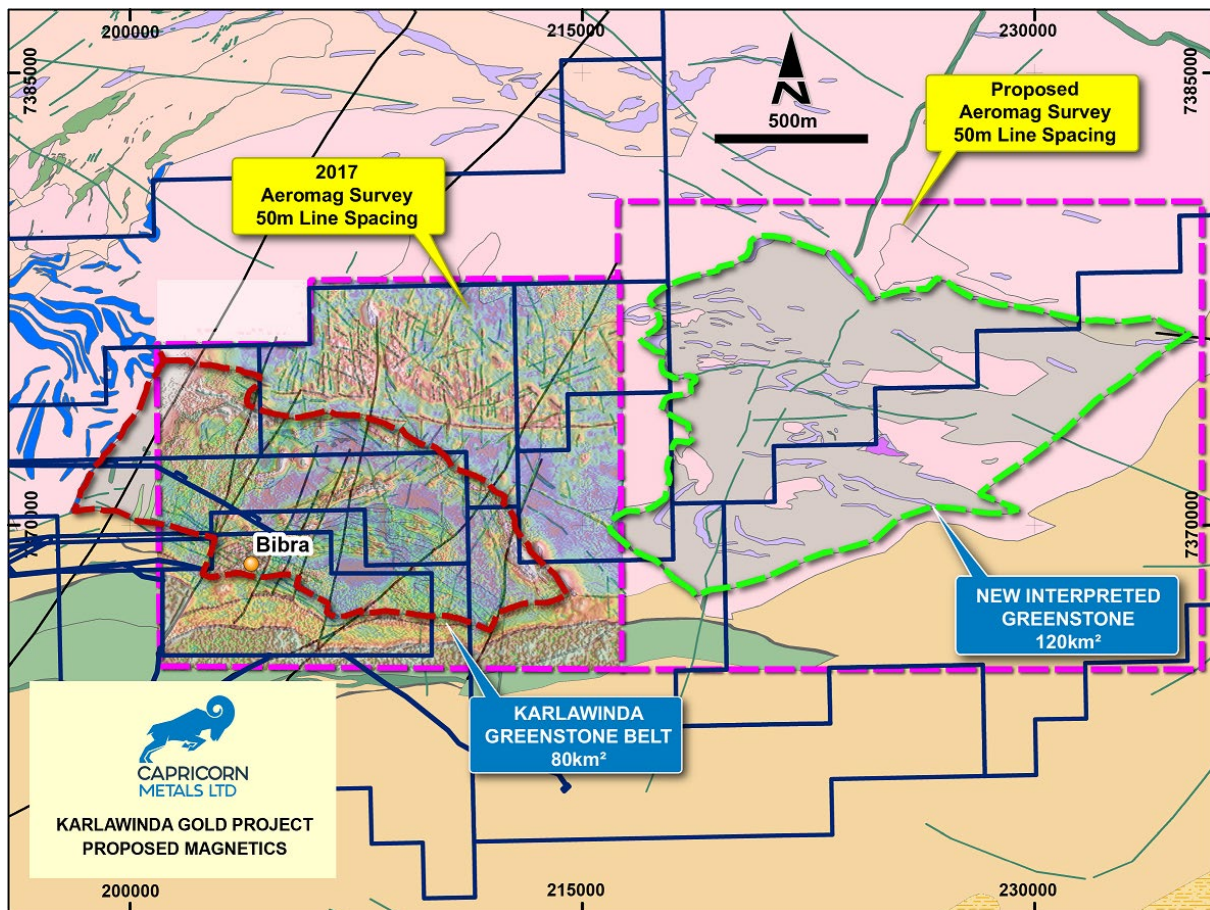 200000
215000
230000
7385000
7385000
N
500m
Proposed
Aeromag Survey
50m Line Spacing
2017
Aeromag Survey
50m Line Spacing
7370000
7370000
Bibra
NEW INTERPRETED
GREENSTONE
120km²
KARLAWINDA
GREENSTONE BELT
80km²
CAPRICORN
METALS LTD
KARLAWINDA GOLD PROJECT
PROPOSED MAGNETICS
200000
215000
230000